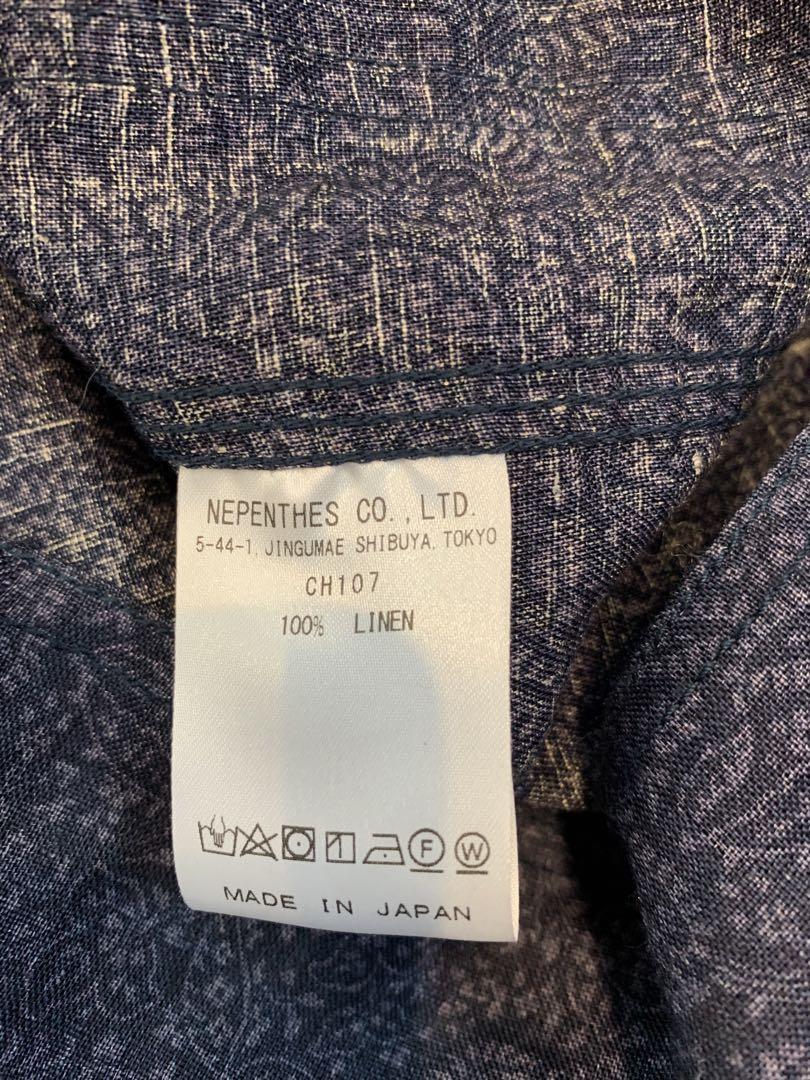 NEPENTHES CO., LTD.
5-44-1, JINGUMAE SHIBUYA, TOKYO
CH107
100% LINEN
F W
MADE IN JAPAN